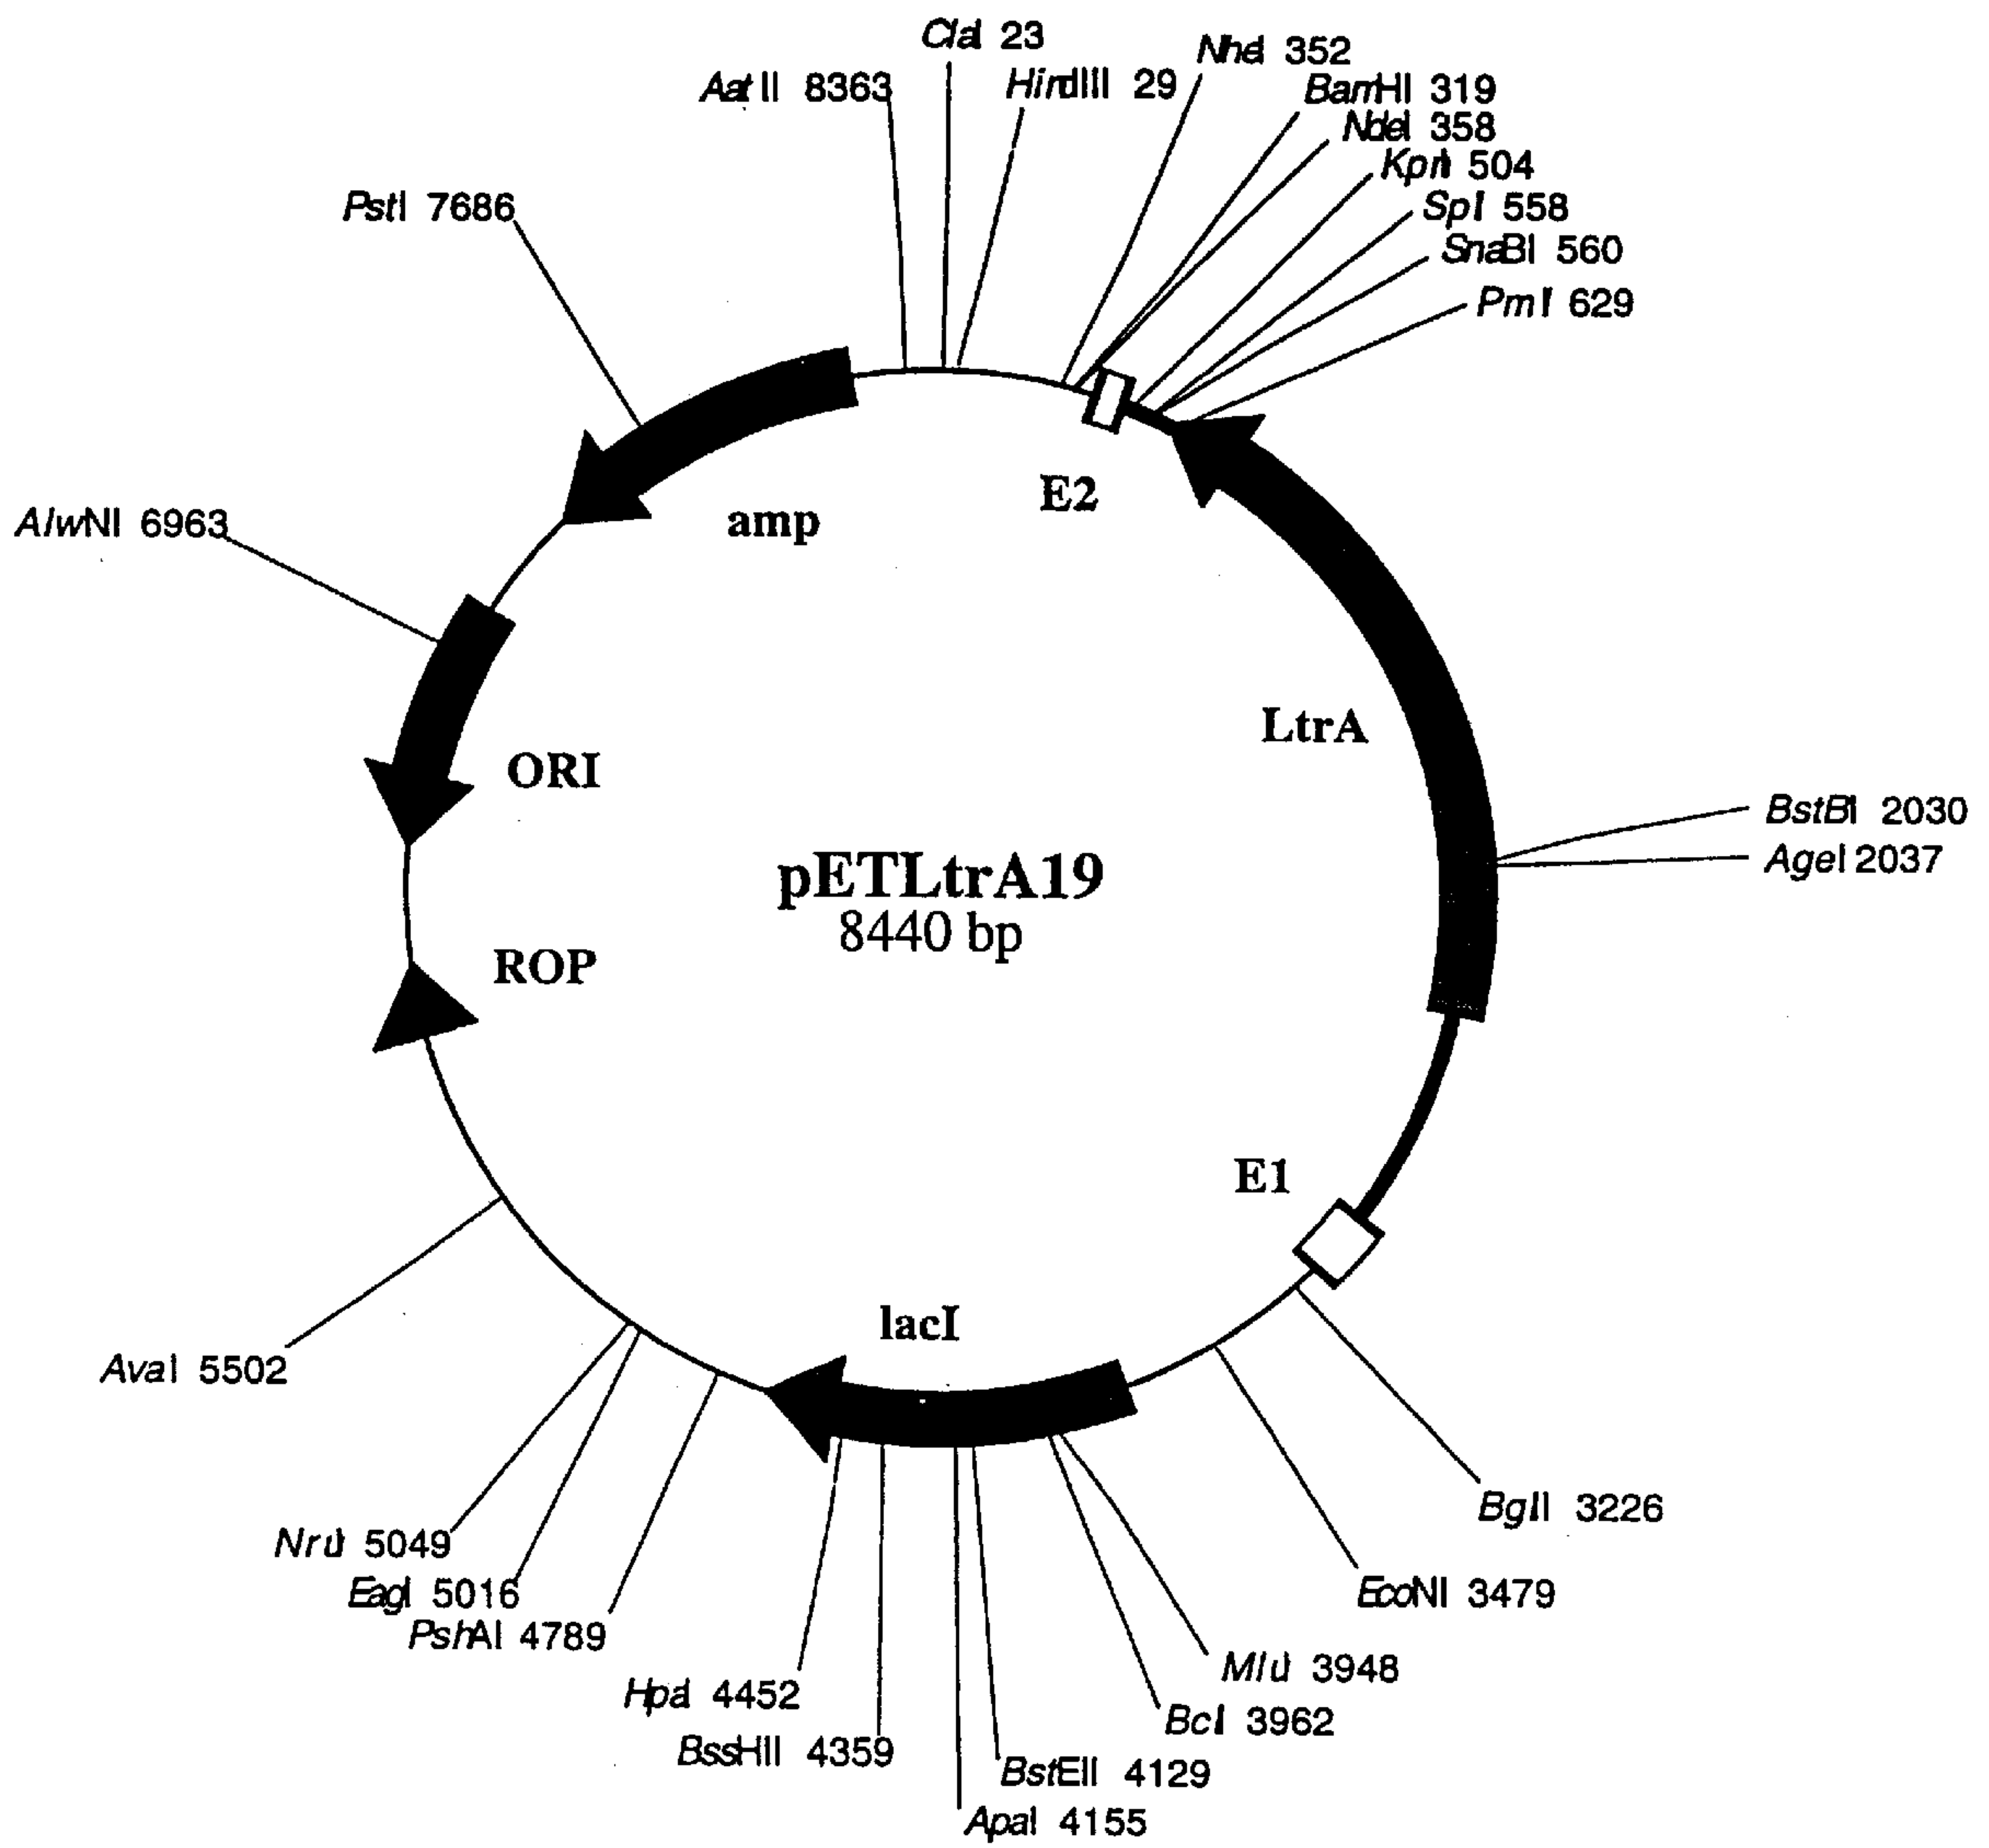 ClaI 23
AatII 8363
HindIII 29
NheI 352
BamHI 319
NdeI 358
KpnI 504
SplI 558
SnaBI 560
PmlI 629
PstI 7686
AlwNI 6963
amp
E2
LtrA
ORI
BstBI 2030
AgeI 2037
pETLtrA19
8440 bp
ROP
E1
lacI
AvaI 5502
BglII 3226
NruI 5049
EagI 5016
PshAI 4789
EcoNI 3479
HpaI 4452
MluI 3948
BclI 3962
BssHII 4359
BstEII 4129
ApaI 4155